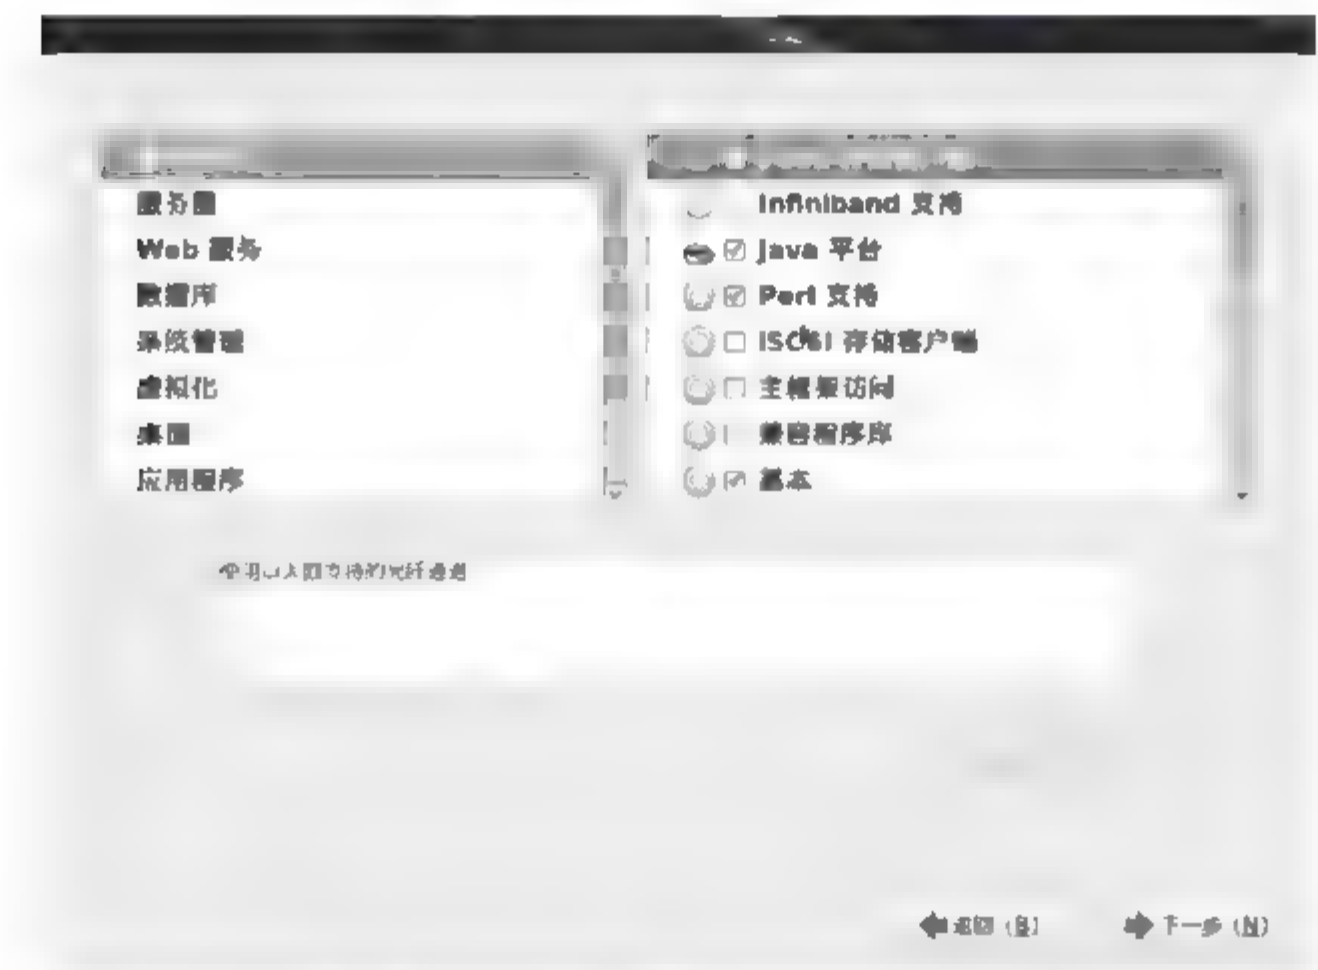 服务器
Web 服务
数据库
系统管理
虚拟化
桌面
应用程序
Infiniband 支持
Java 平台
Perl 支持
iSCSI 存储客户端
主框架访问
兼容程序库
基本
返回 (B)
下一步 (N)